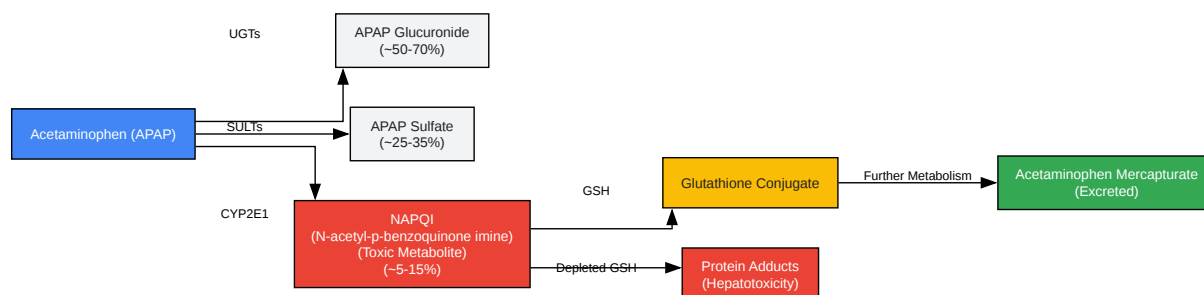 UGTs
APAP Glucuronide
(~50-70%)
Acetaminophen (APAP)
SULTs
APAP Sulfate
(~25-35%)
CYP2E1
NAPQI
(N-acetyl-p-benzoquinone imine)
(Toxic Metabolite)
(~5-15%)
GSH
Glutathione Conjugate
Further Metabolism
Acetaminophen Mercapturate
(Excreted)
Depleted GSH
Protein Adducts
(Hepatotoxicity)